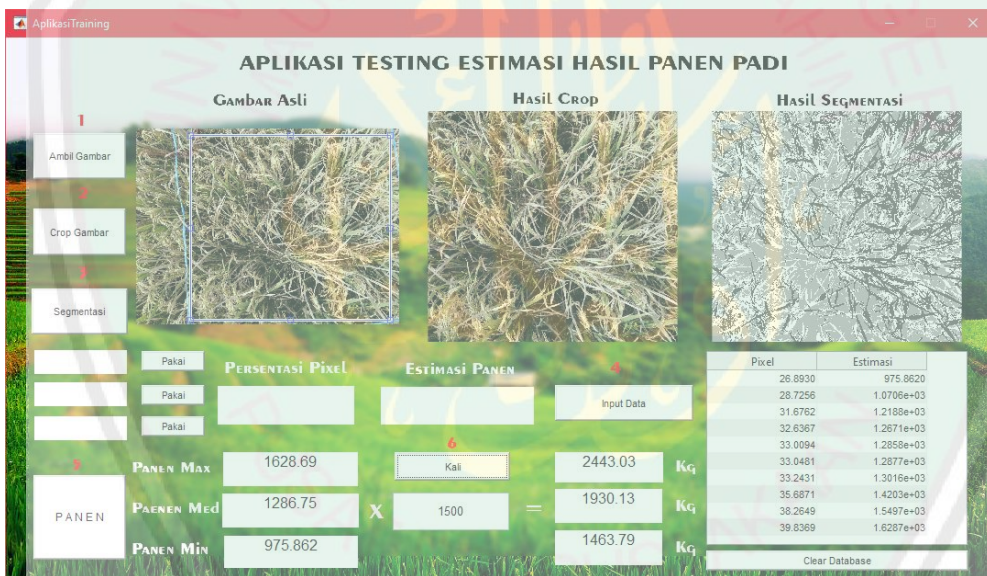 AplikasiTraining
APLIKASI TESTING ESTIMASI HASIL PANEN PADI
Gambar Asli
Hasil Crop
Hasil Segmentasi
1
Ambil Gambar
Crop Gambar
Segmentasi
Pakai
Pakai
Pakai
Persentasi Pixel
Estimasi Panen
4
Input Data
5
PANEN
Panen Max
1628.69
6
Kali
2443.03
Kg
Paenen Med
1286.75
X
1500
=
1930.13
Kg
Panen Min
975.862
1463.79
Kg
Pixel Estimasi
26.8930 975.8620
28.7256 1.0706e+03
31.6762 1.2188e+03
32.6367 1.2671e+03
33.0094 1.2858e+03
33.0481 1.2877e+03
33.2431 1.3016e+03
35.6871 1.4203e+03
38.2649 1.5497e+03
39.8369 1.6287e+03
Clear Database